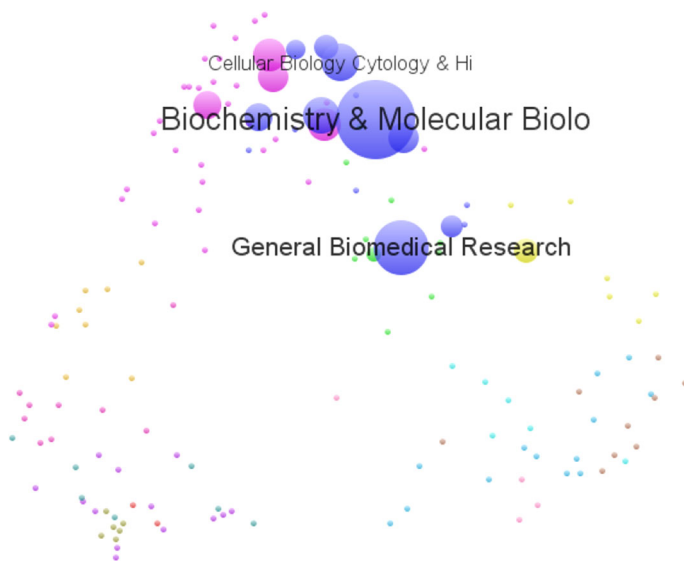 Cellular Biology Cytology & Hi
Biochemistry & Molecular Biolo
General Biomedical Research